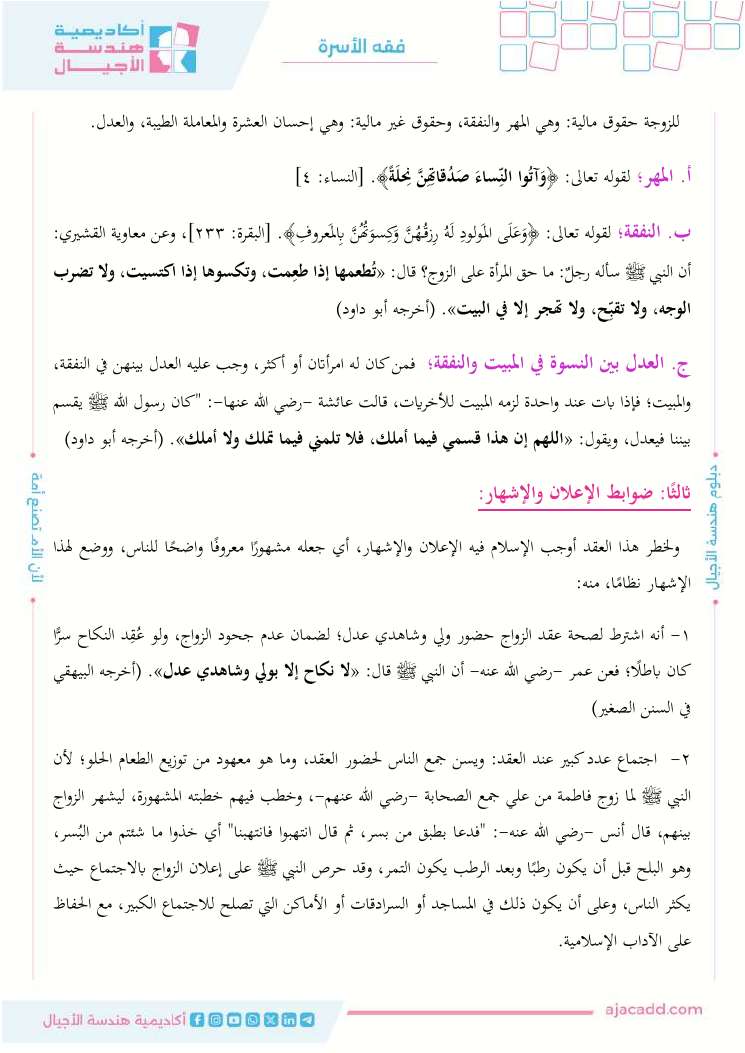 أكاديمية
هندسة
الأجيال
فقه الأسرة
للزوجة حقوق مالية: وهي المهر والنفقة، وحقوق غير مالية: وهي إحسان العشرة والمعاملة الطيبة، والعدل.
أ. المهر؛ لقوله تعالى: ﴿وَآتُوا النِّساءَ صَدُقاتِهِنَّ نِحلَةً﴾. [النساء: ٤]
ب. النفقة؛ لقوله تعالى: ﴿وَعَلَى المَولودِ لَهُ رِزقُهُنَّ وَكِسوَتُهُنَّ بِالمَعروفِ﴾. [البقرة: ٢٣٣]، وعن معاوية القشيري:
أن النبي ﷺ سأله رجلٌ: ما حق المرأة على الزوج؟ قال: «تُطعمها إذا طعِمت، وتكسوها إذا اكتسيت، ولا تضرب
الوجه، ولا تقبّح، ولا تهجر إلا في البيت». (أخرجه أبو داود)
ج. العدل بين النسوة في المبيت والنفقة؛ فمن كان له امرأتان أو أكثر، وجب عليه العدل بينهن في النفقة،
والمبيت؛ فإذا بات عند واحدة لزمه المبيت للأخريات، قالت عائشة -رضي الله عنها-: "كان رسول الله ﷺ يقسم
بيننا فيعدل، ويقول: «اللهم إن هذا قسمي فيما أملك، فلا تلمني فيما تملك ولا أملك». (أخرجه أبو داود)
ثالثًا: ضوابط الإعلان والإشهار:
ولخطر هذا العقد أوجب الإسلام فيه الإعلان والإشهار، أي جعله مشهورًا معروفًا واضحًا للناس، ووضع لهذا
الإشهار نظامًا، منه:
١- أنه اشترط لصحة عقد الزواج حضور ولي وشاهدي عدل؛ لضمان عدم جحود الزواج، ولو عُقِد النكاح سرًّا
كان باطلًا؛ فعن عمر -رضي الله عنه- أن النبي ﷺ قال: «لا نكاح إلا بولي وشاهدي عدل». (أخرجه البيهقي
في السنن الصغير)
٢- اجتماع عدد كبير عند العقد: ويسن جمع الناس لحضور العقد، وما هو معهود من توزيع الطعام الحلو؛ لأن
النبي ﷺ لما زوج فاطمة من علي جمع الصحابة -رضي الله عنهم-، وخطب فيهم خطبته المشهورة، ليشهر الزواج
بينهم، قال أنس -رضي الله عنه-: "فدعا بطبق من بسر، ثم قال انتهبوا فانتهبنا" أي خذوا ما شئتم من البُسر،
وهو البلح قبل أن يكون رطبًا وبعد الرطب يكون التمر، وقد حرص النبي ﷺ على إعلان الزواج بالاجتماع حيث
يكثر الناس، وعلى أن يكون ذلك في المساجد أو السرادقات أو الأماكن التي تصلح للاجتماع الكبير، مع الحفاظ
على الآداب الإسلامية.
دبلوم هندسة الأجيال
لأن الأم تصنع أمة
أكاديمية هندسة الأجيال
ajacadd.com